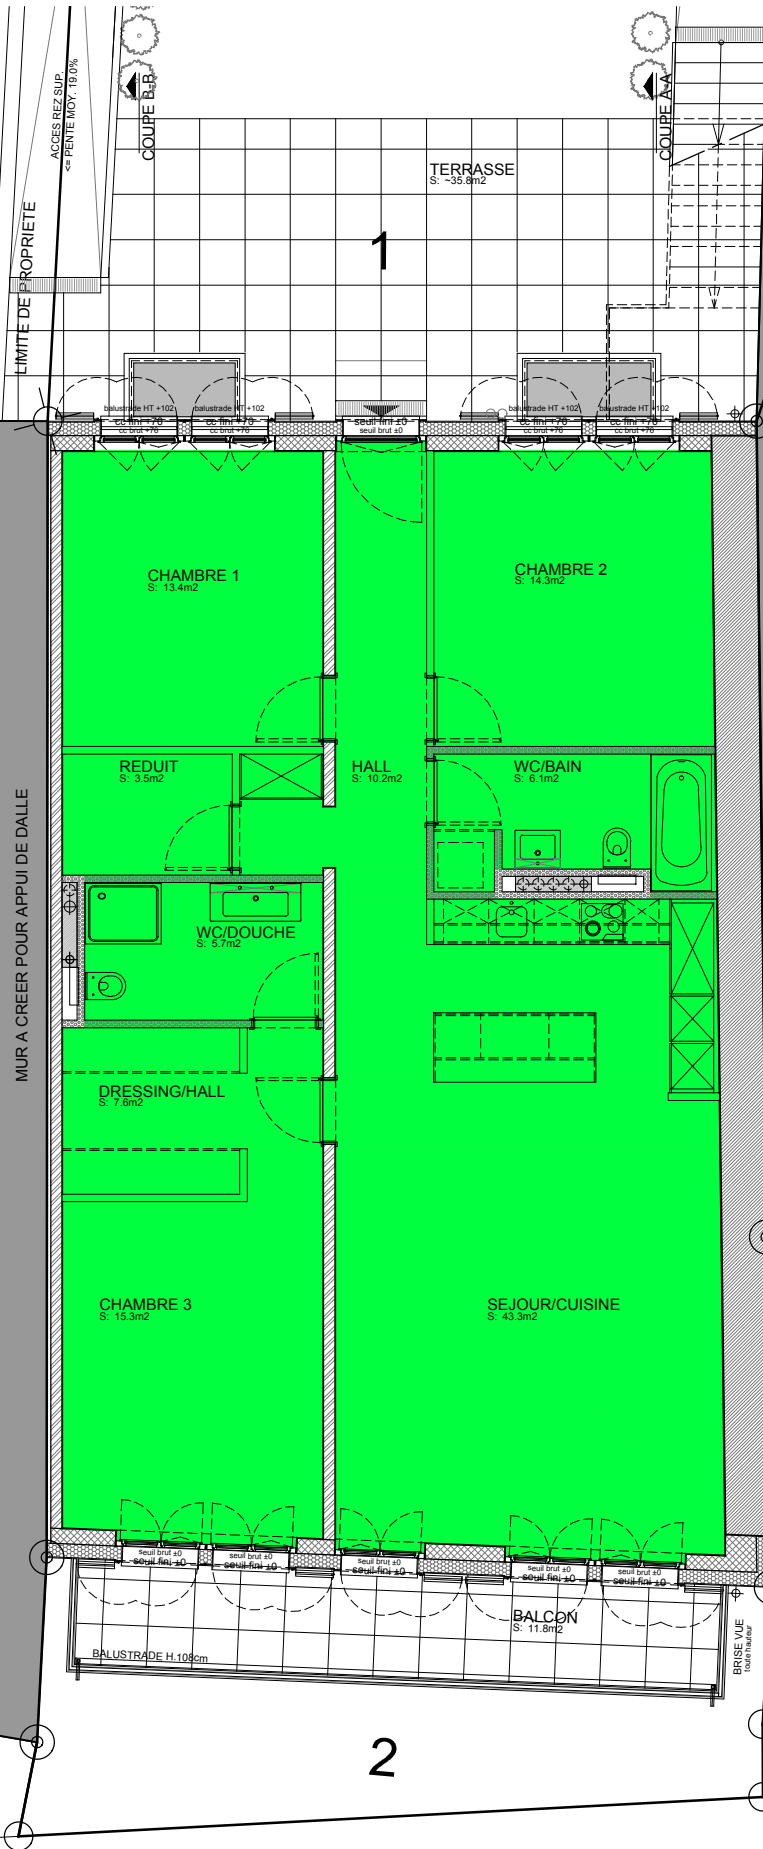 ACCES REZ SUP.
<= PENTE MOY. 19.0%
COUPE B-B
COUPE A-A
TERRASSE
S: ~35.8m2
1
LIMITE DE PROPRIETE
balustrade HT +102
balustrade HT +102
balustrade HT +102
balustrade HT +102
cc fini +78
cc fini +78
seuil fini ±0
cc fini +78
cc fini +78
cc brut +76
cc brut +76
seuil brut ±0
cc brut +76
cc brut +76
CHAMBRE 1
S: 13.4m2
CHAMBRE 2
S: 14.3m2
REDUIT
S: 3.5m2
HALL
S: 10.2m2
WC/BAIN
S: 6.1m2
MUR A CREER POUR APPUI DE DALLE
WC/DOUCHE
S: 5.7m2
DRESSING/HALL
S: 7.6m2
CHAMBRE 3
S: 15.3m2
SEJOUR/CUISINE
S: 43.3m2
seuil brut ±0
seuil fini ±0
seuil brut ±0
seuil fini ±0
seuil brut ±0
seuil fini ±0
seuil brut ±0
seuil fini ±0
seuil brut ±0
seuil fini ±0
BALCON
S: 11.8m2
BALUSTRADE H.108cm
BRISE VUE
toute hauteur
2